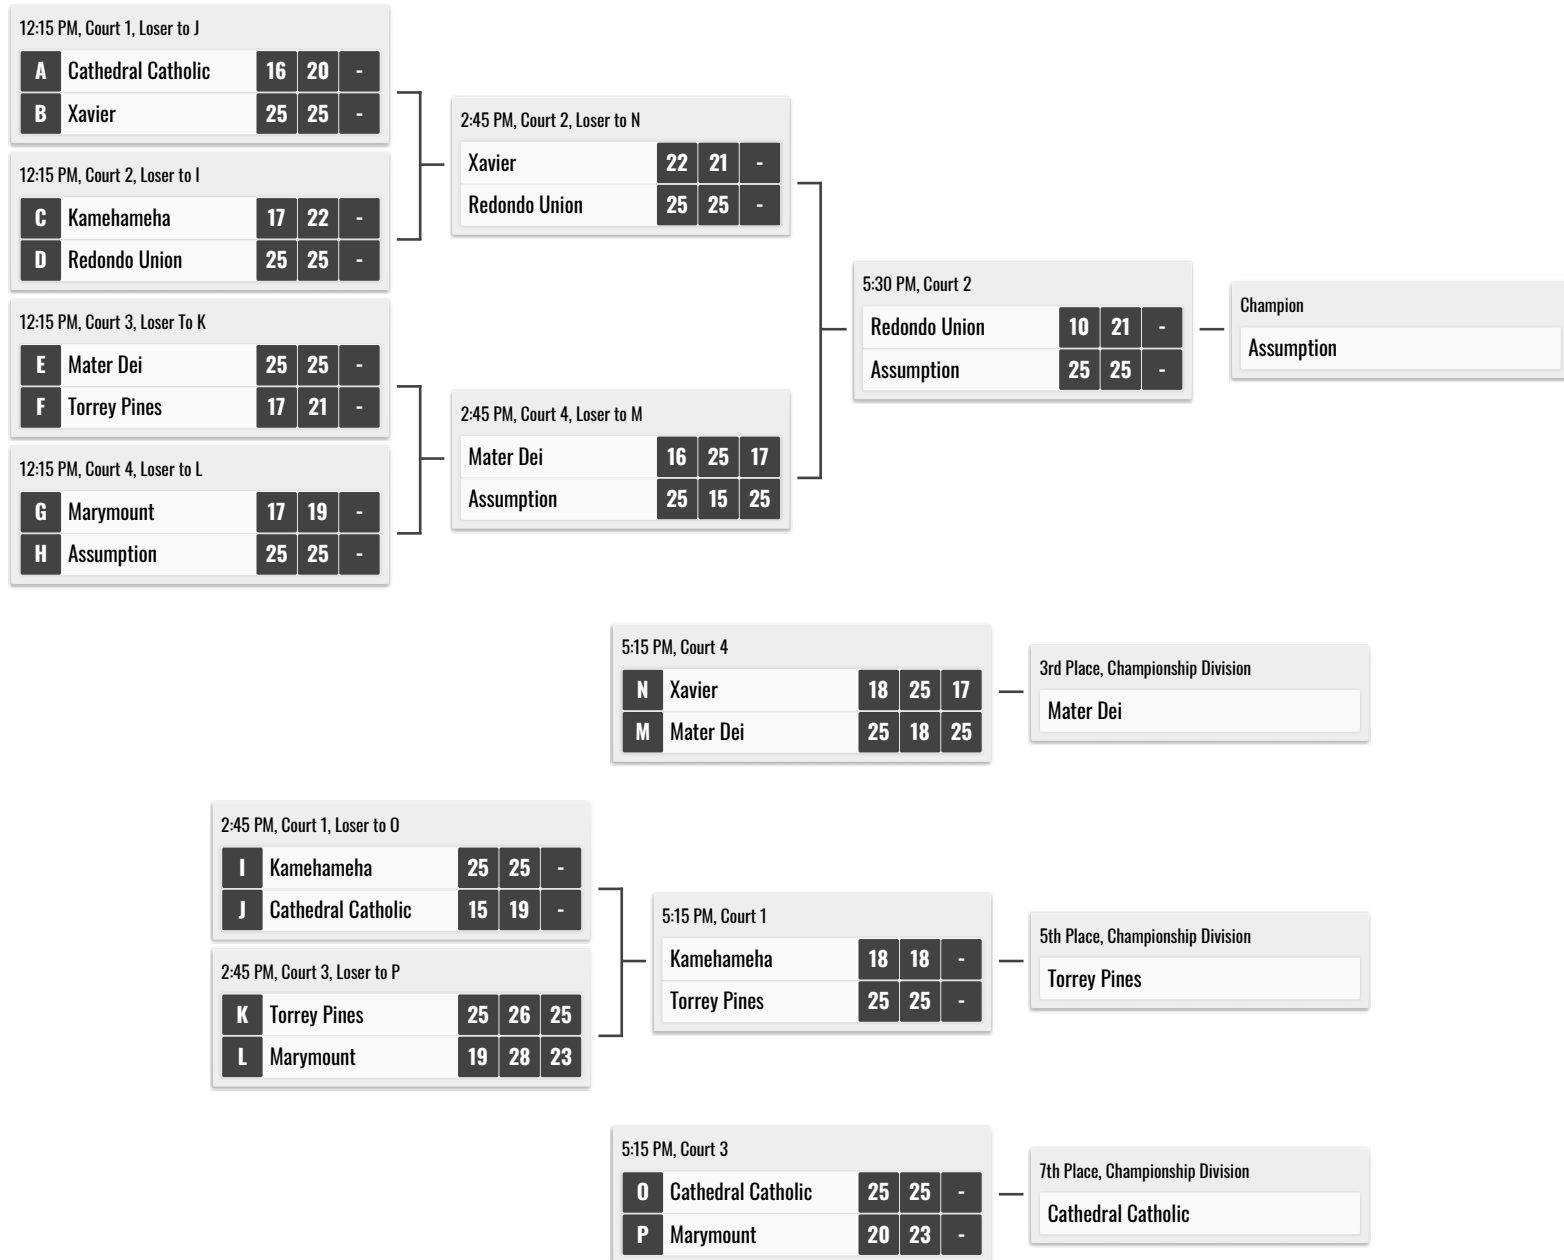 12:15 PM, Court 1, Loser to J
A Cathedral Catholic 16 20 -
B Xavier 25 25 -
12:15 PM, Court 2, Loser to I
C Kamehameha 17 22 -
D Redondo Union 25 25 -
12:15 PM, Court 3, Loser To K
E Mater Dei 25 25 -
F Torrey Pines 17 21 -
12:15 PM, Court 4, Loser to L
G Marymount 17 19 -
H Assumption 25 25 -
2:45 PM, Court 2, Loser to N
Xavier 22 21 -
Redondo Union 25 25 -
2:45 PM, Court 4, Loser to M
Mater Dei 16 25 17
Assumption 25 15 25
5:30 PM, Court 2
Redondo Union 10 21 -
Assumption 25 25 -
Champion
Assumption
5:15 PM, Court 4
N Xavier 18 25 17
M Mater Dei 25 18 25
3rd Place, Championship Division
Mater Dei
2:45 PM, Court 1, Loser to O
I Kamehameha 25 25 -
J Cathedral Catholic 15 19 -
2:45 PM, Court 3, Loser to P
K Torrey Pines 25 26 25
L Marymount 19 28 23
5:15 PM, Court 1
Kamehameha 18 18 -
Torrey Pines 25 25 -
5th Place, Championship Division
Torrey Pines
5:15 PM, Court 3
O Cathedral Catholic 25 25 -
P Marymount 20 23 -
7th Place, Championship Division
Cathedral Catholic